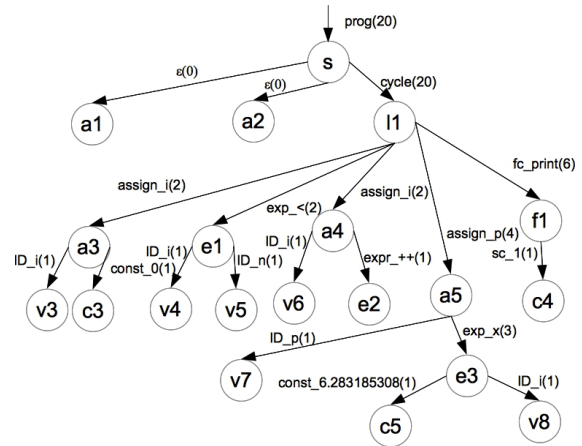 prog(20)
s
ε(0)
ε(0)
cycle(20)
a1
a2
l1
fc_print(6)
assign_i(2)
exp_<(2)
assign_i(2)
assign_p(4)
a3
e1
a4
f1
ID_i(1)
const_0(1)
ID_i(1)
ID_n(1)
ID_i(1)
expr_++(1)
sc_1(1)
v3
c3
v4
v5
v6
e2
a5
c4
ID_p(1)
exp_x(3)
v7
e3
const_6.283185308(1)
ID_i(1)
c5
v8